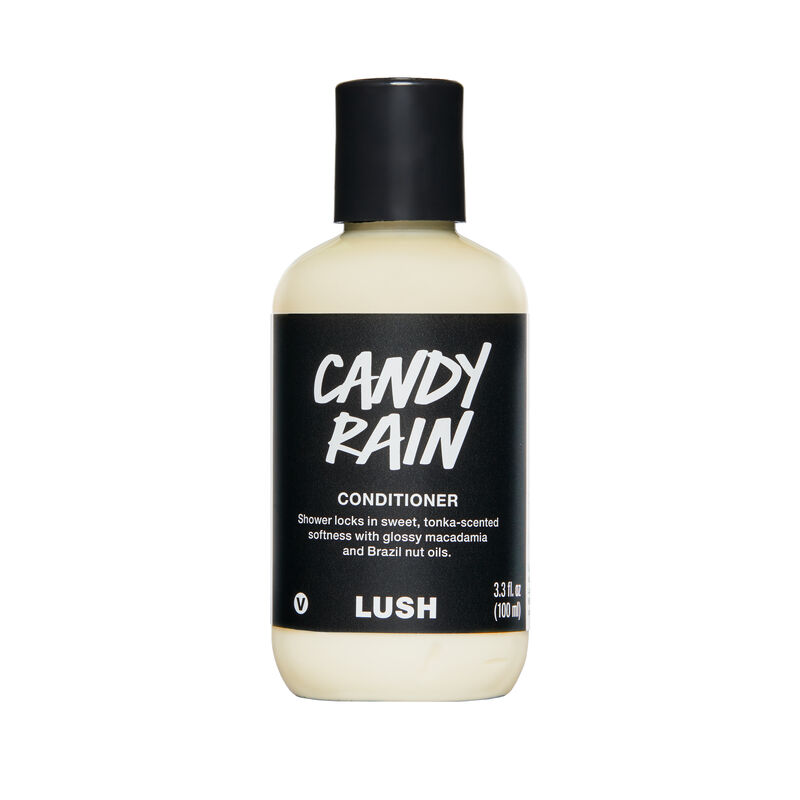 CANDY
RAIN
CONDITIONER
Shower locks in sweet, tonka-scented
softness with glossy macadamia
and Brazil nut oils.
V
LUSH
3.3 fl. oz
(100 ml)